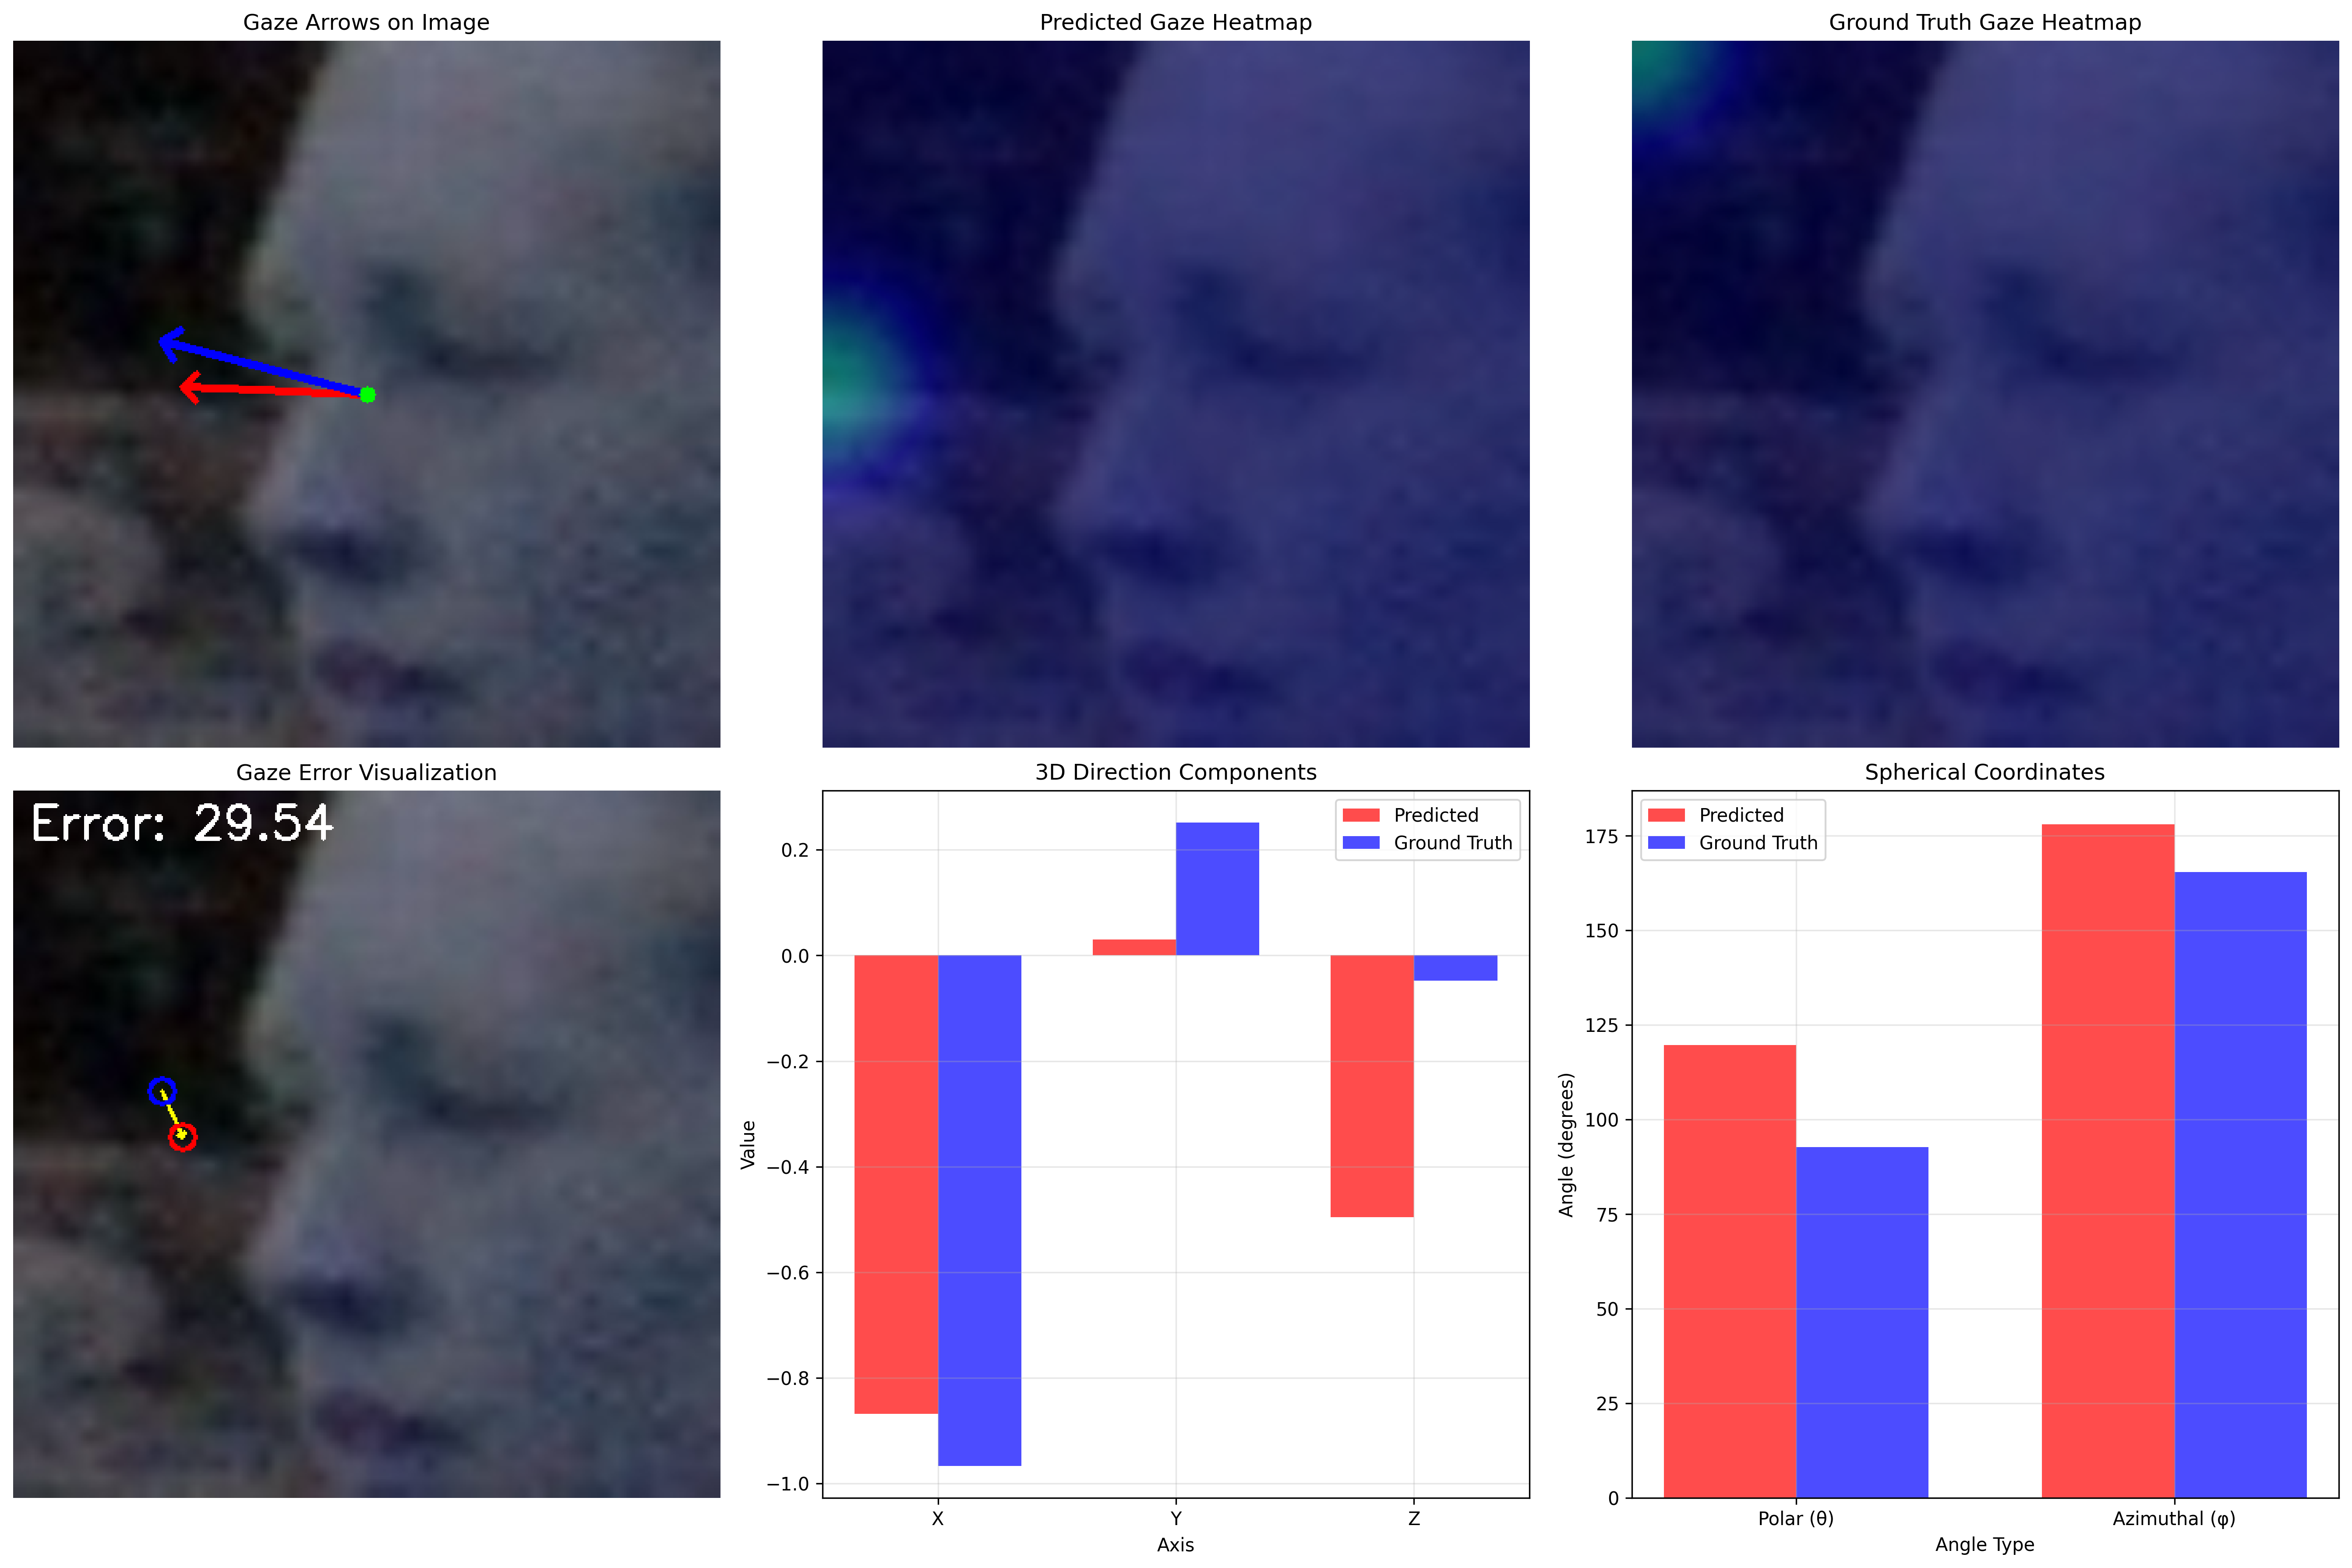 Gaze Arrows on Image
Predicted Gaze Heatmap
Ground Truth Gaze Heatmap
Gaze Error Visualization
Error: 29.54
3D Direction Components
Predicted
Ground Truth
0.2
0.0
−0.2
−0.4
−0.6
−0.8
−1.0
Value
X
Y
Z
Axis
Spherical Coordinates
Predicted
Ground Truth
175
150
125
100
75
50
25
0
Angle (degrees)
Polar (θ)
Azimuthal (φ)
Angle Type